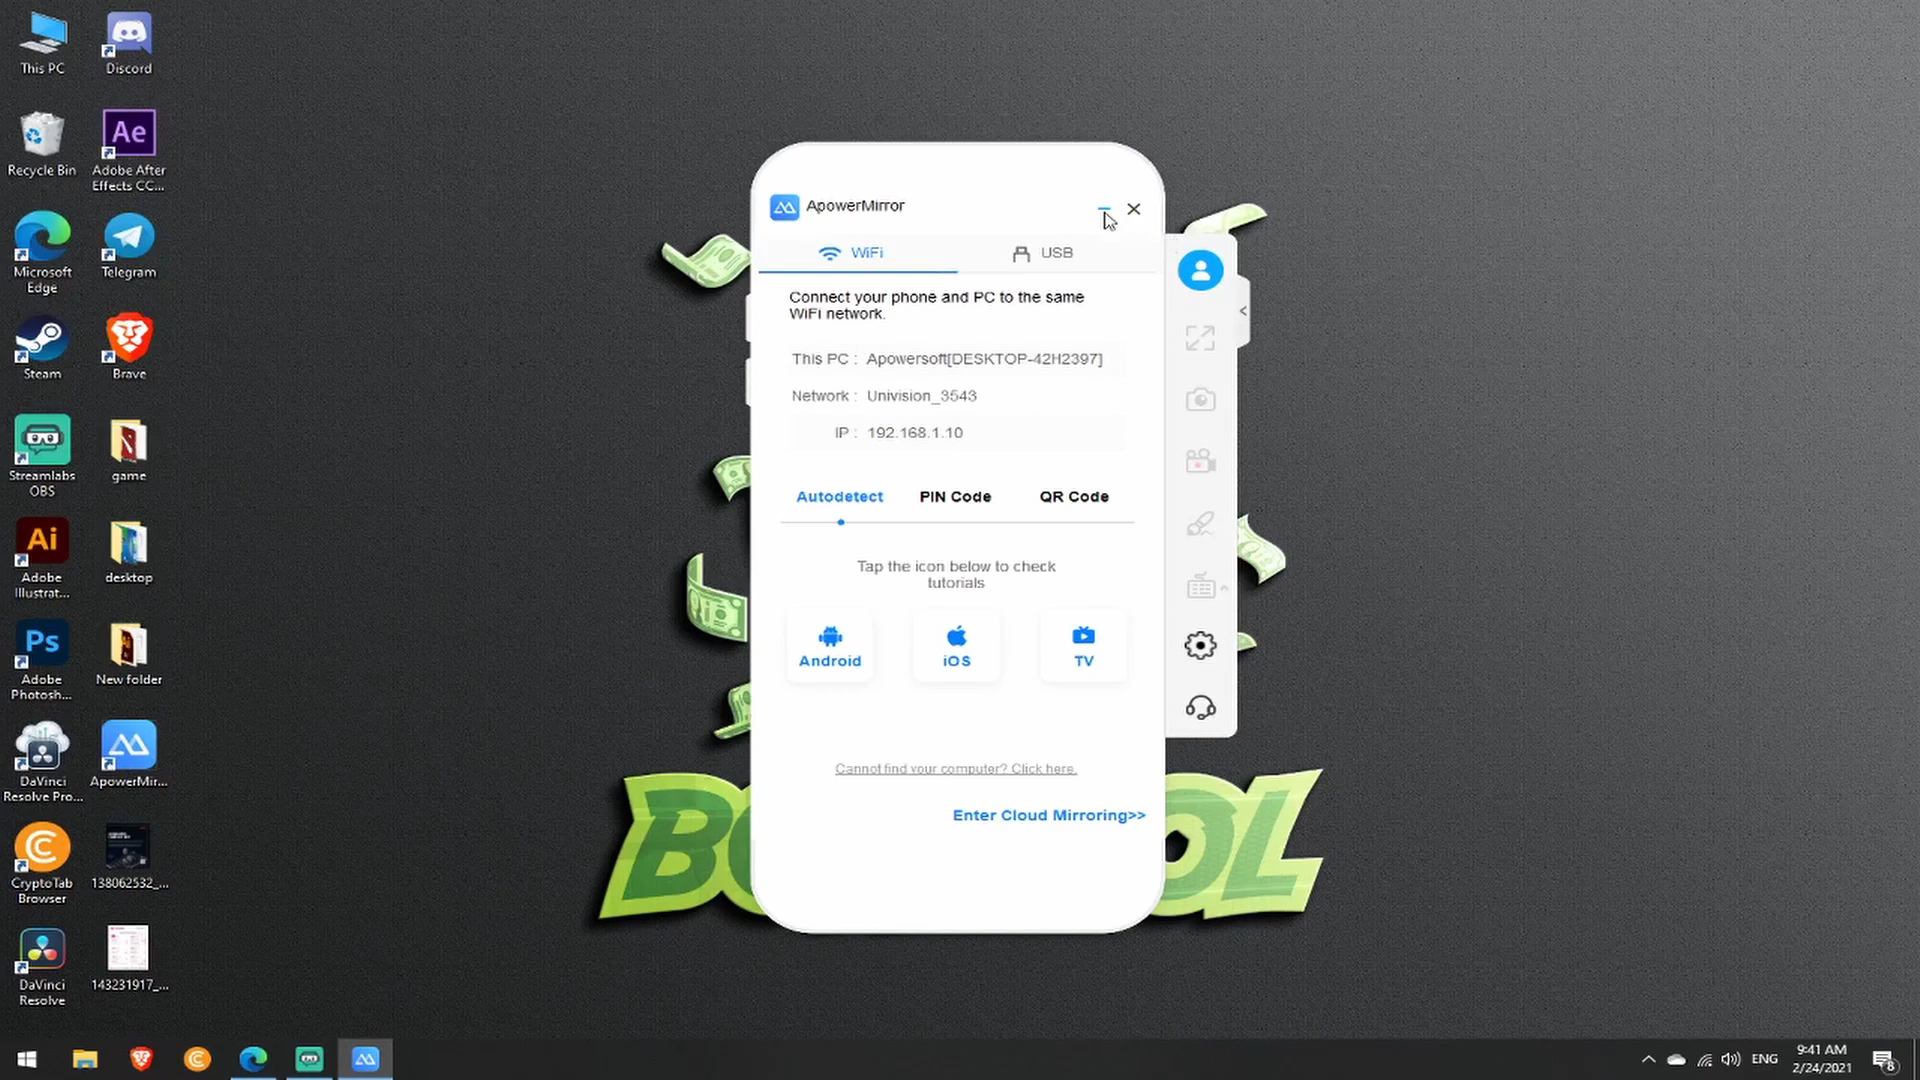 This PC
Discord
Recycle Bin
Ae
Adobe After
Effects CC...
Microsoft
Edge
Telegram
Steam
Brave
Streamlabs
OBS
game
Ai
Adobe
Illustrat...
desktop
Ps
Adobe
Photosh...
New folder
DaVinci
Resolve Pro...
ApowerMir...
CryptoTab
Browser
138062532_...
DaVinci
Resolve
143231917_...
ApowerMirror
WiFi
USB
Connect your phone and PC to the same
WiFi network.
This PC : Apowersoft[DESKTOP-42H2397]
Network : Univision_3543
IP : 192.168.1.10
Autodetect
PIN Code
QR Code
Tap the icon below to check
tutorials
Android
iOS
TV
Cannot find your computer? Click here.
Enter Cloud Mirroring>>
OL
ENG
9:41 AM
2/24/2021
8